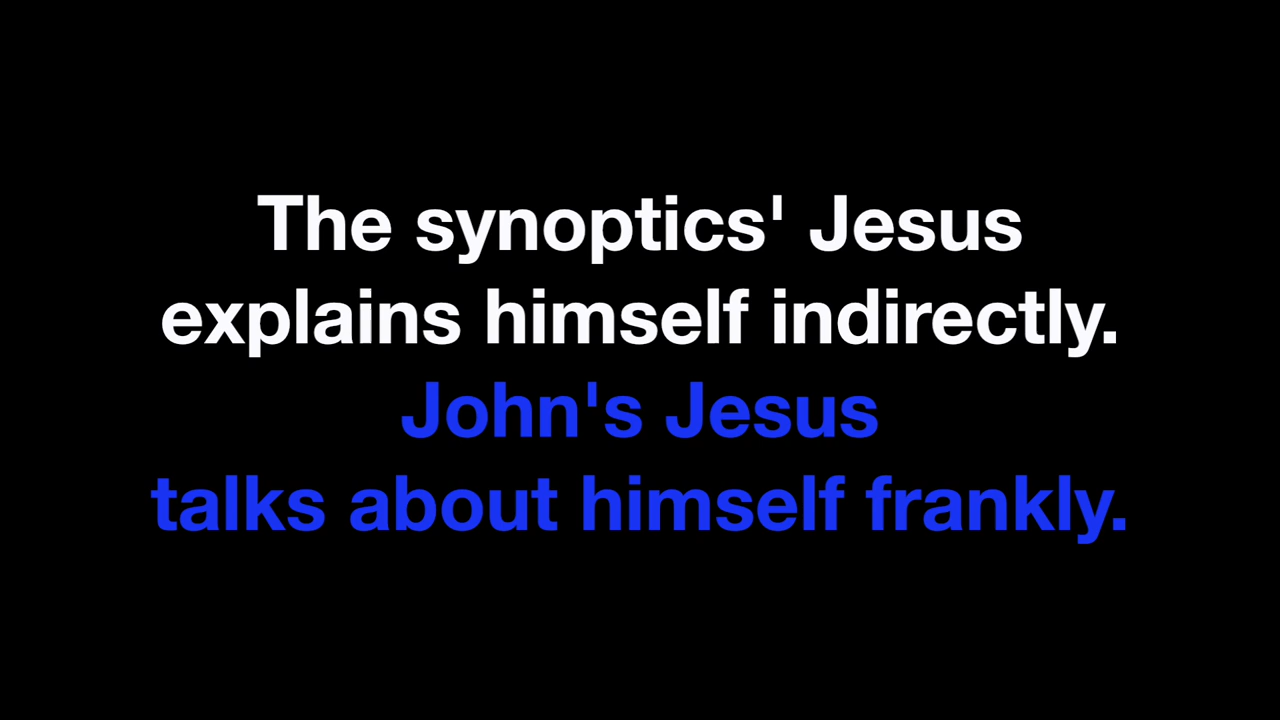 The synoptics' Jesus
explains himself indirectly.
John's Jesus
talks about himself frankly.